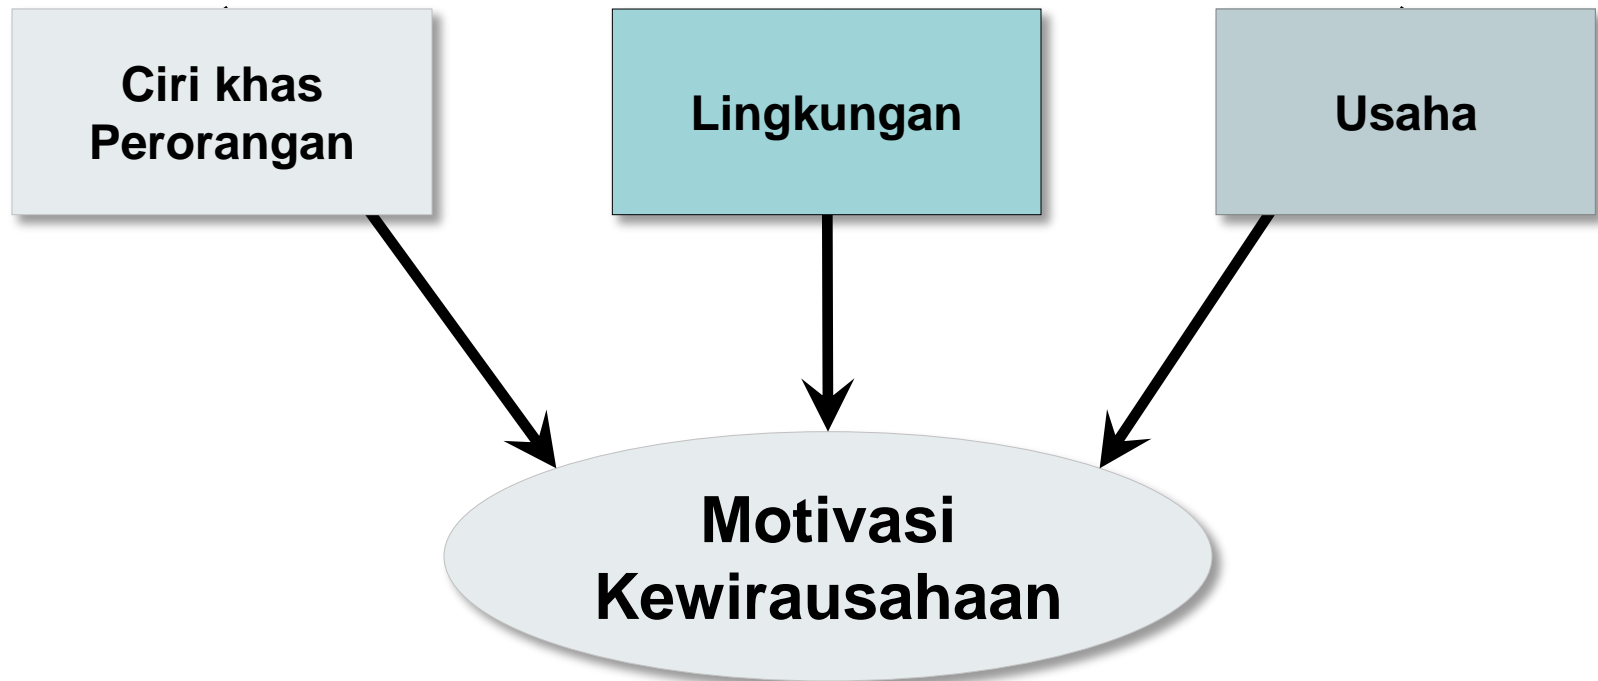 Ciri khas
Perorangan
Lingkungan
Usaha
Motivasi
Kewirausahaan